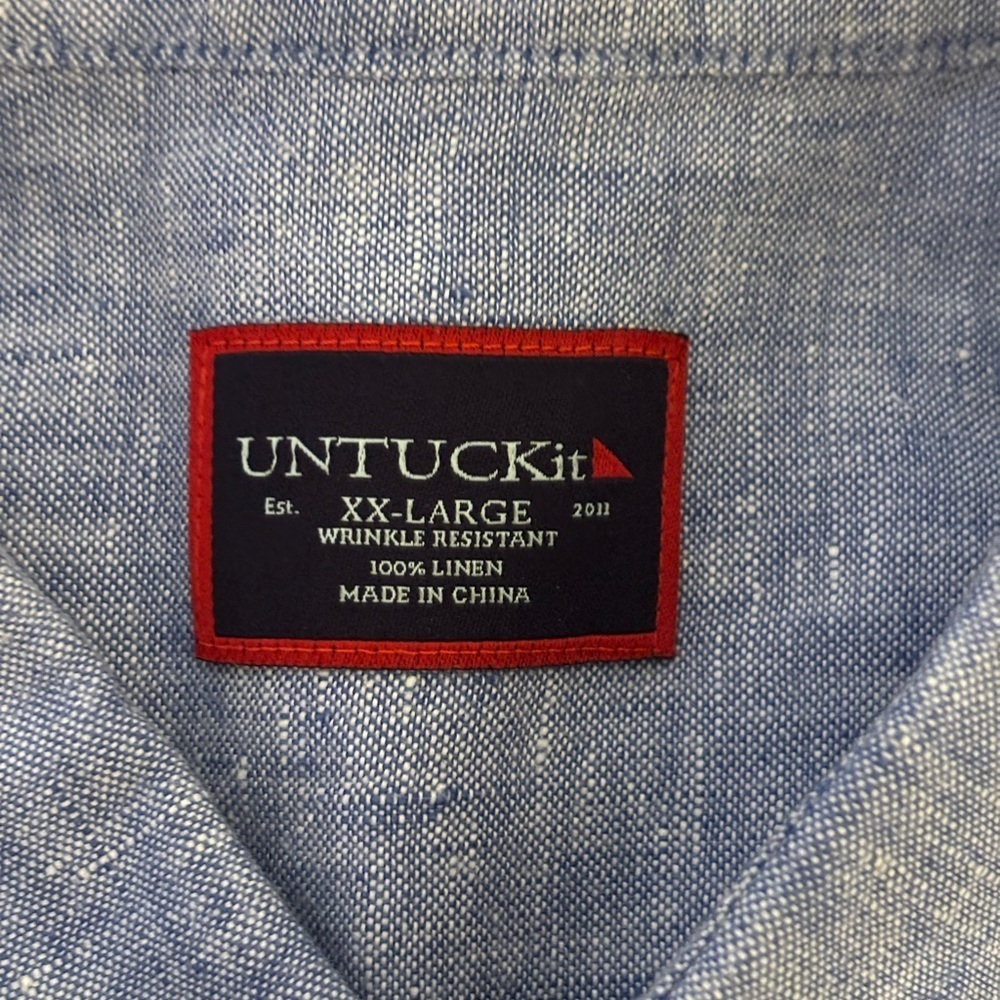 UNTUCKit
Est. XX-LARGE 2011
WRINKLE RESISTANT
100% LINEN
MADE IN CHINA